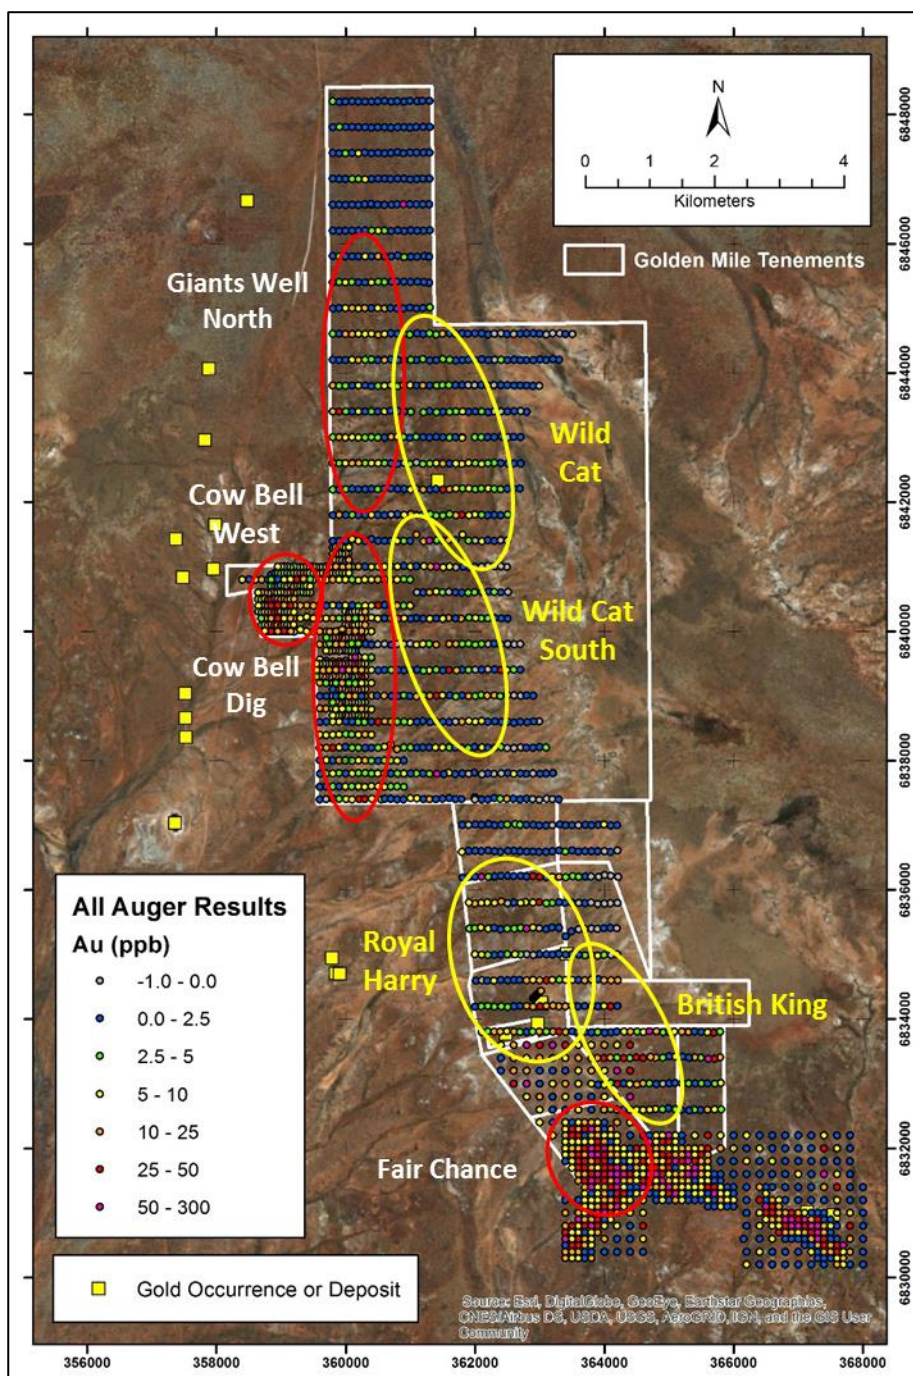 N
0 1 2 4
Kilometers
Golden Mile Tenements
6848000
6846000
6844000
6842000
6840000
6838000
6836000
6834000
6832000
6830000
Giants Well
North
Wild
Cat
Cow Bell
West
Wild Cat
South
Cow Bell
Dig
Royal
Harry
British King
Fair Chance
All Auger Results
Au (ppb)
-1.0 - 0.0
0.0 - 2.5
2.5 - 5
5 - 10
10 - 25
25 - 50
50 - 300
Gold Occurrence or Deposit
Source: Esri, DigitalGlobe, GeoEye, Earthstar Geographics,
CNES/Airbus DS, USDA, USGS, AeroGRID, IGN, and the GIS User
Community
356000 358000 360000 362000 364000 366000 368000